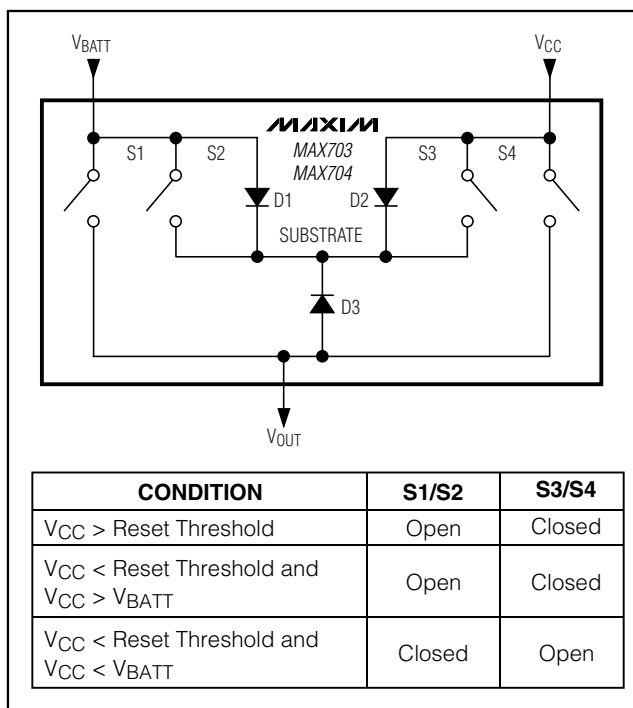 VBATT VCC
MAXIM
S1 S2 MAX703 S3 S4
MAX704
D1 D2
SUBSTRATE
D3
VOUT
CONDITION S1/S2 S3/S4
VCC > Reset Threshold Open Closed
VCC < Reset Threshold and
VCC > VBATT Open Closed
VCC < Reset Threshold and
VCC < VBATT Closed Open